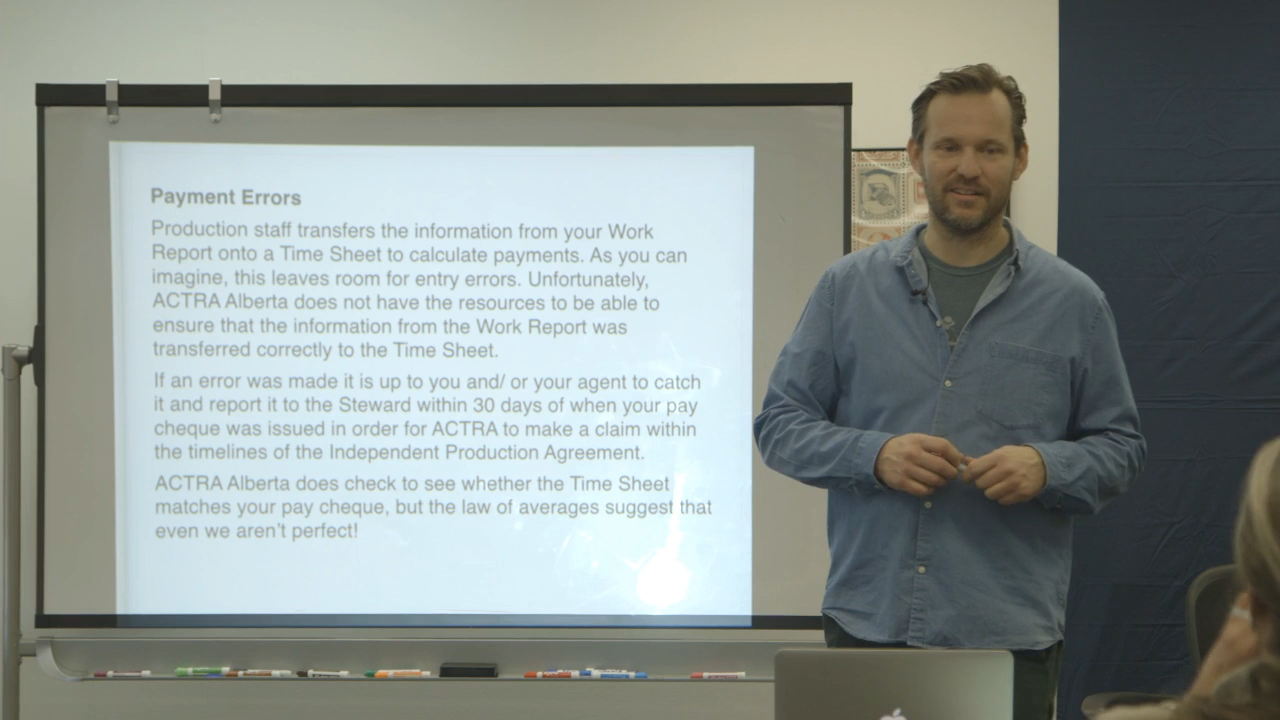 Payment Errors
Production staff transfers the information from your Work
Report onto a Time Sheet to calculate payments. As you can
imagine, this leaves room for entry errors. Unfortunately,
ACTRA Alberta does not have the resources to be able to
ensure that the information from the Work Report was
transferred correctly to the Time Sheet.
If an error was made it is up to you and/ or your agent to catch
it and report it to the Steward within 30 days of when your pay
cheque was issued in order for ACTRA to make a claim within
the timelines of the Independent Production Agreement.
ACTRA Alberta does check to see whether the Time Sheet
matches your pay cheque, but the law of averages suggest that
even we aren't perfect!